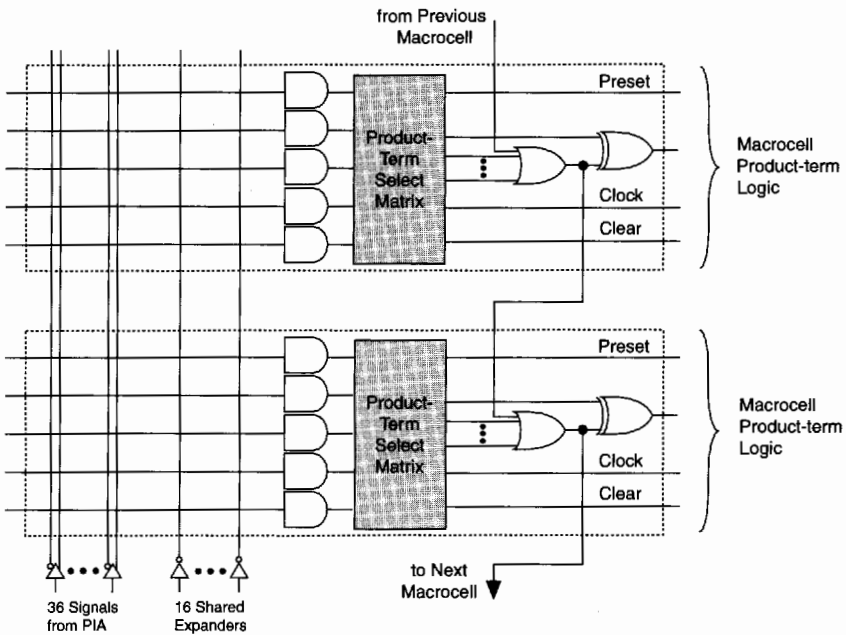 from Previous
Macrocell
Preset
Product-
Term
Select
Matrix
Clock
Clear
Macrocell
Product-term
Logic
Preset
Product-
Term
Select
Matrix
Clock
Clear
Macrocell
Product-term
Logic
to Next
Macrocell
36 Signals
from PIA
16 Shared
Expanders